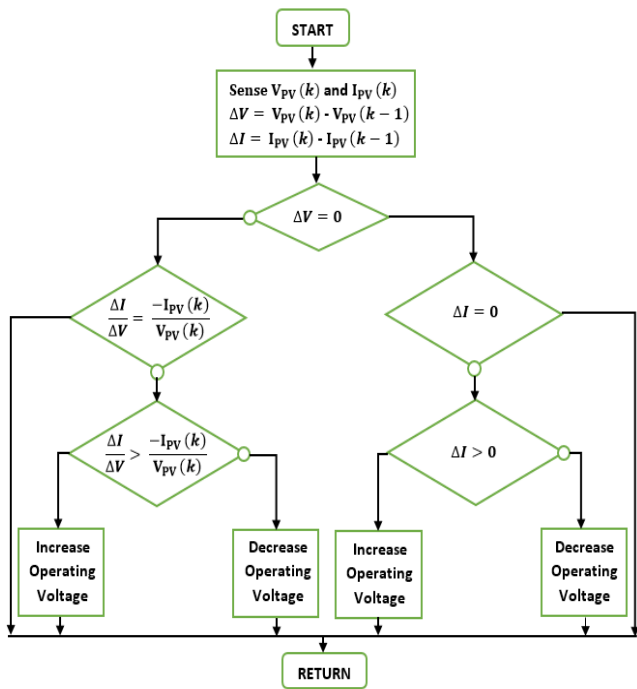 START
Sense V_PV (k) and I_PV (k)
ΔV = V_PV (k) - V_PV (k − 1)
ΔI = I_PV (k) - I_PV (k − 1)
ΔV = 0
ΔI/ΔV = −I_PV (k)/V_PV (k)
ΔI = 0
ΔI/ΔV > −I_PV (k)/V_PV (k)
ΔI > 0
Increase
Operating
Voltage
Decrease
Operating
Voltage
Increase
Operating
Voltage
Decrease
Operating
Voltage
RETURN